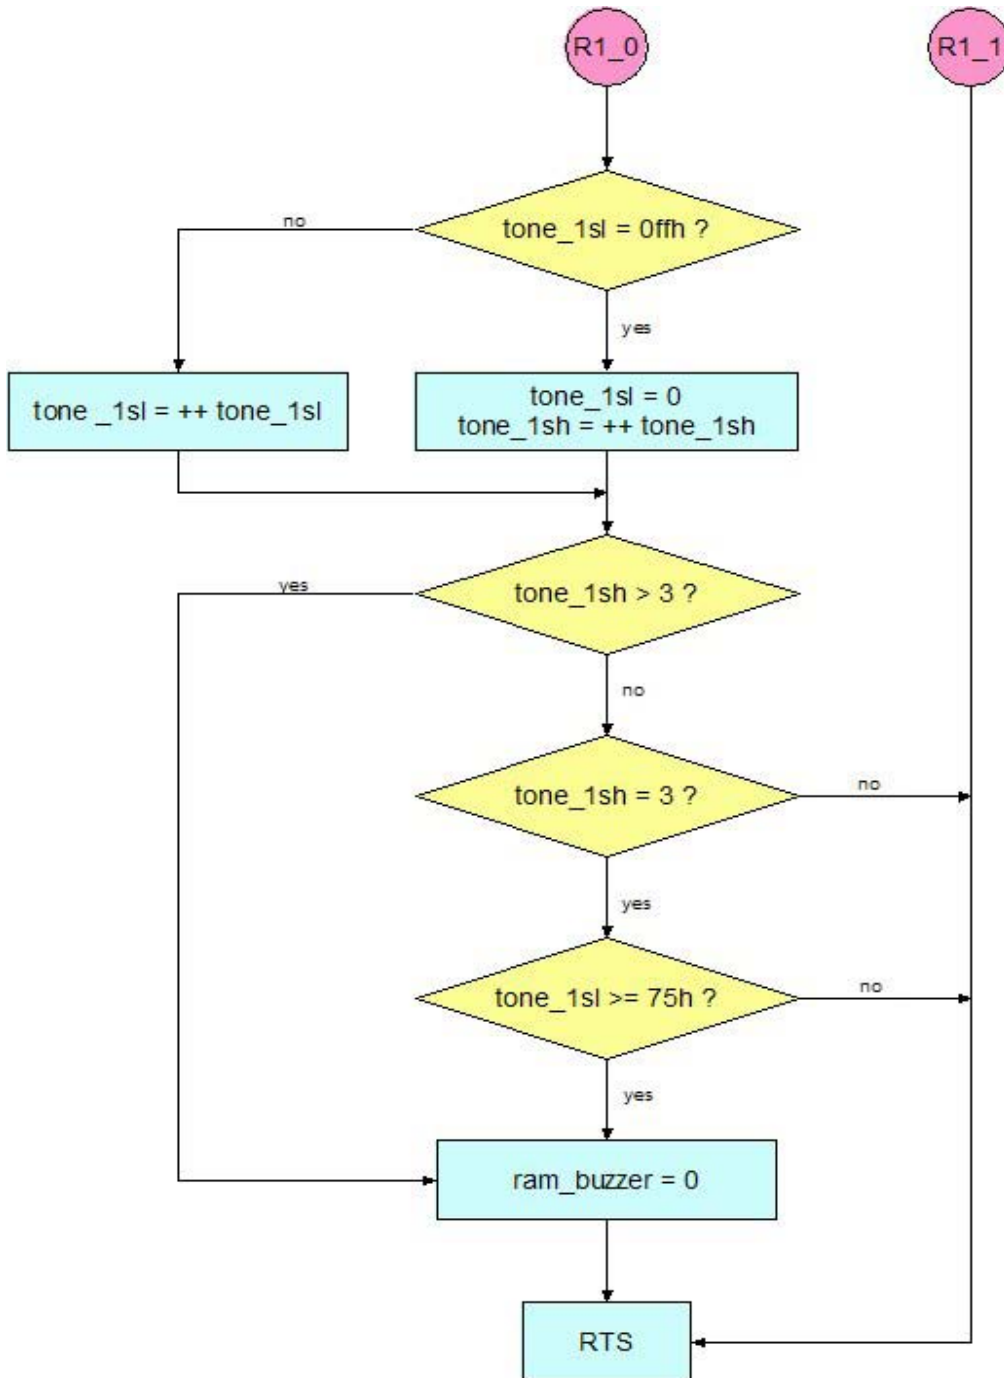 R1_0
R1_1
tone_1sl = 0ffh ?
no
yes
tone _1sl = ++ tone_1sl
tone_1sl = 0
tone_1sh = ++ tone_1sh
tone_1sh > 3 ?
yes
no
tone_1sh = 3 ?
no
yes
tone_1sl >= 75h ?
no
yes
ram_buzzer = 0
RTS